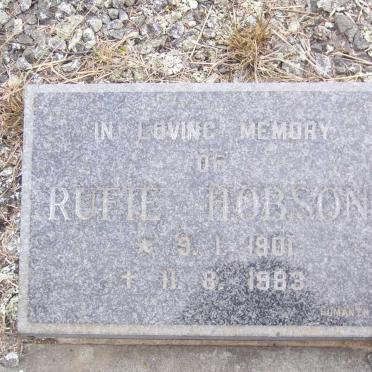 IN LOVING MEMORY
OF
RUFIE HOBSON
* 9. 1. 1901
† 11. 8. 1983